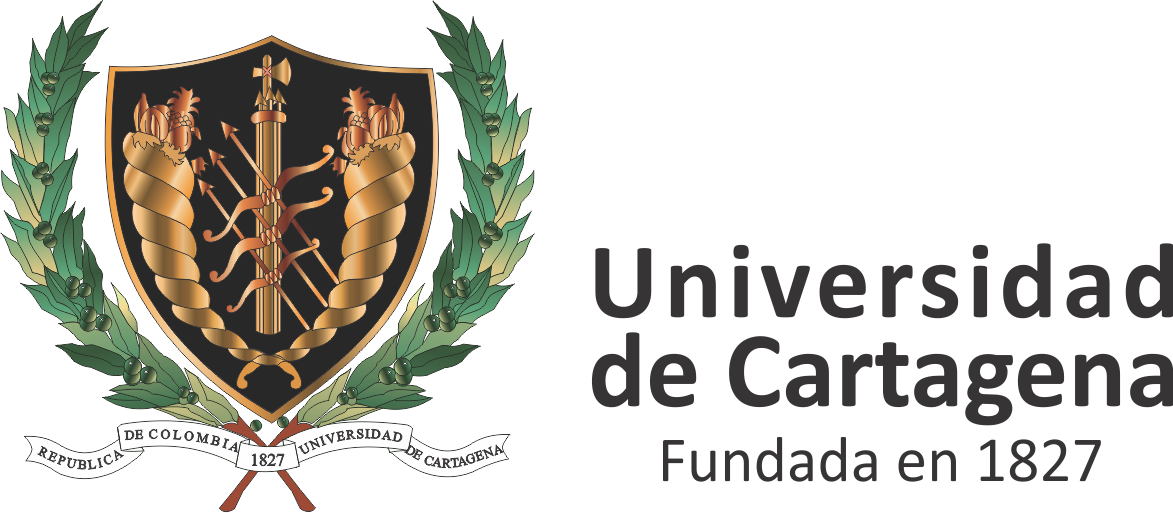 Universidad
de Cartagena
Fundada en 1827
REPUBLICA DE COLOMBIA 1827 UNIVERSIDAD DE CARTAGENA